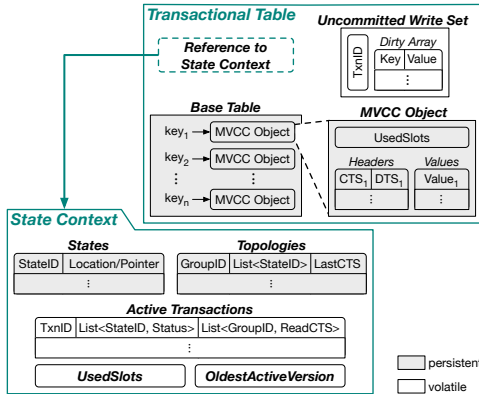 Transactional Table
Reference to
State Context
Uncommitted Write Set
TxnID
Dirty Array
Key Value
⋮
Base Table
key1 MVCC Object
key2 MVCC Object
⋮ ⋮
keyn MVCC Object
MVCC Object
UsedSlots
Headers Values
CTS1 DTS1 Value1
⋮ ⋮
State Context
States Topologies
StateID Location/Pointer GroupID List<StateID> LastCTS
⋮ ⋮
Active Transactions
TxnID List<StateID, Status> List<GroupID, ReadCTS>
⋮
UsedSlots OldestActiveVersion
persistent
volatile